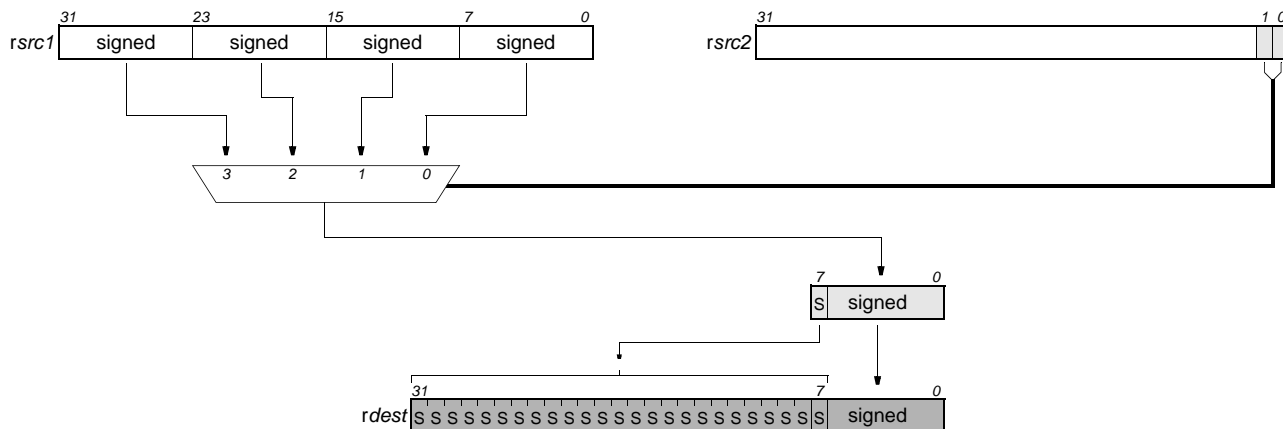 31 23 15 7 0 31 1 0
rsrc1 signed signed signed signed rsrc2
3 2 1 0
7 0
S signed
31 7 0
rdest S S S S S S S S S S S S S S S S S S S S S S S S S signed